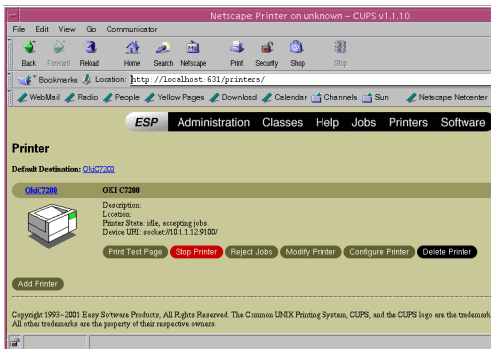 Netscape: Printer on unknown – CUPS v1.1.10
File Edit View Go Communicator
Back Forward Reload Home Search Netscape Print Security Shop Stop
Bookmarks Location: http://localhost:631/printers/
WebMail Radio People Yellow Pages Download Calendar Channels Sun Netscape Netcenter
ESP Administration Classes Help Jobs Printers Software
Printer
Default Destination: OkiC7200
OkiC7200 OKI C7200
Description:
Location:
Printer State: idle, accepting jobs.
Device URI: socket://10.1.1.12:9100/
Print Test Page Stop Printer Reject Jobs Modify Printer Configure Printer Delete Printer
Add Printer
Copyright 1993-2001 Easy Software Products, All Rights Reserved. The Common UNIX Printing System, CUPS, and the CUPS logo are the trademark
All other trademarks are the property of their respective owners.